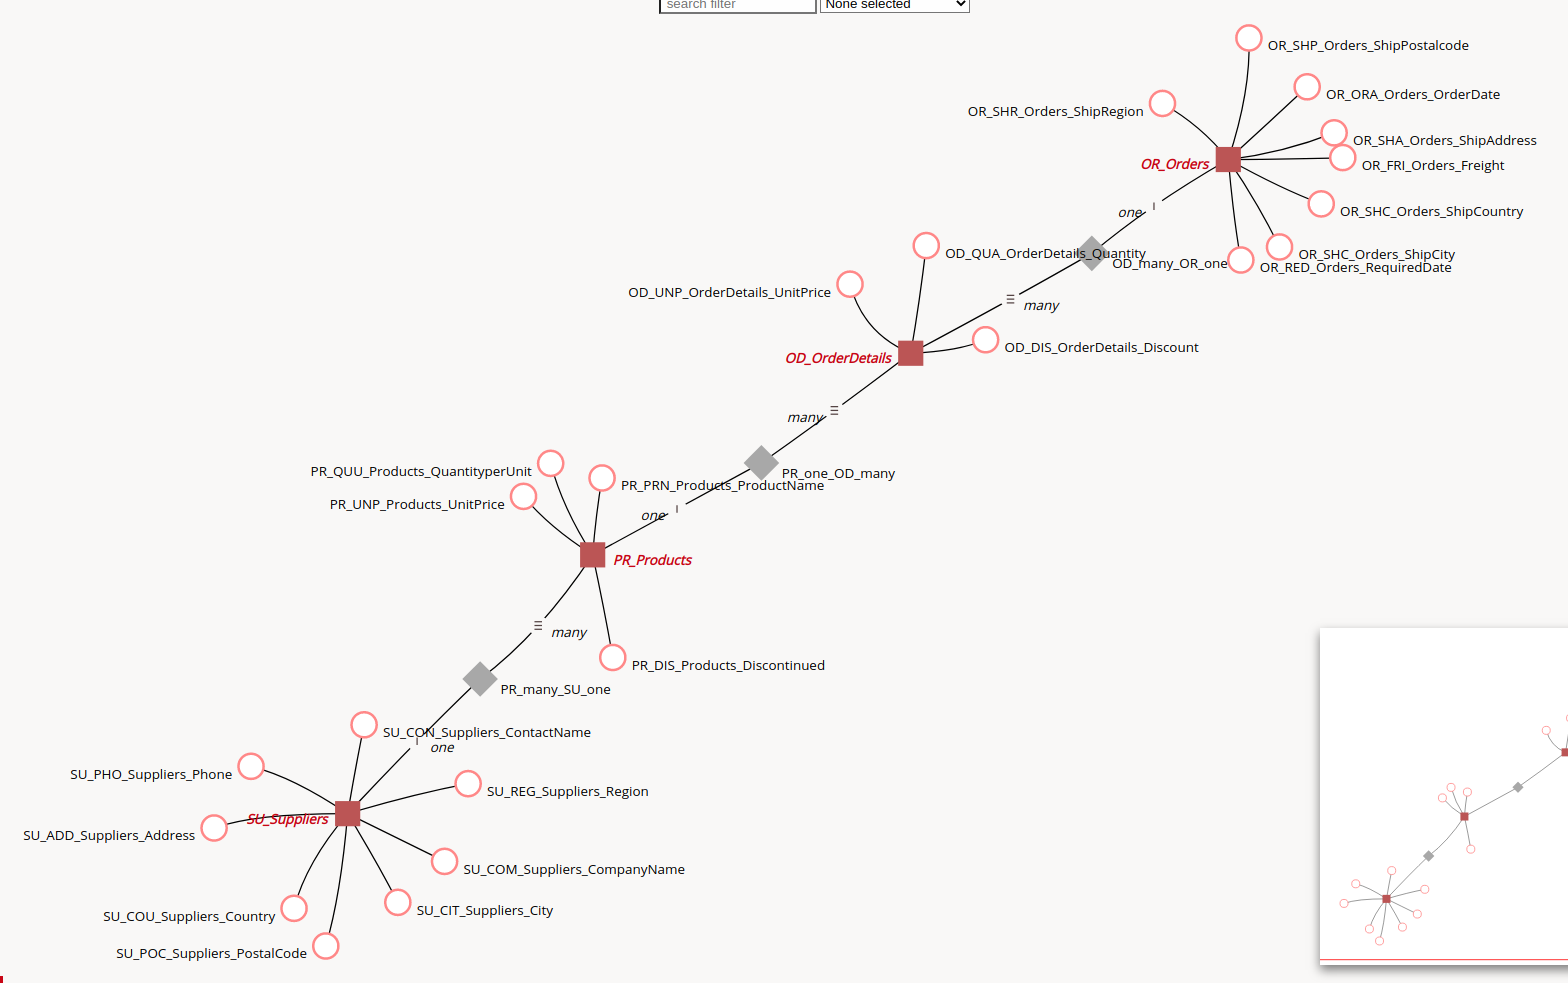 search filter
None selected
OR_SHP_Orders_ShipPostalcode
OR_ORA_Orders_OrderDate
OR_SHR_Orders_ShipRegion
OR_SHA_Orders_ShipAddress
OR_Orders
OR_FRI_Orders_Freight
one
OR_SHC_Orders_ShipCountry
OD_QUA_OrderDetails_Quantity
OR_SHC_Orders_ShipCity
OD_many_OR_one
OR_RED_Orders_RequiredDate
OD_UNP_OrderDetails_UnitPrice
many
OD_DIS_OrderDetails_Discount
OD_OrderDetails
many
PR_QUU_Products_QuantityperUnit
PR_one_OD_many
PR_PRN_Products_ProductName
PR_UNP_Products_UnitPrice
one
PR_Products
many
PR_DIS_Products_Discontinued
PR_many_SU_one
SU_CON_Suppliers_ContactName
one
SU_PHO_Suppliers_Phone
SU_REG_Suppliers_Region
SU_Suppliers
SU_ADD_Suppliers_Address
SU_COM_Suppliers_CompanyName
SU_CIT_Suppliers_City
SU_COU_Suppliers_Country
SU_POC_Suppliers_PostalCode